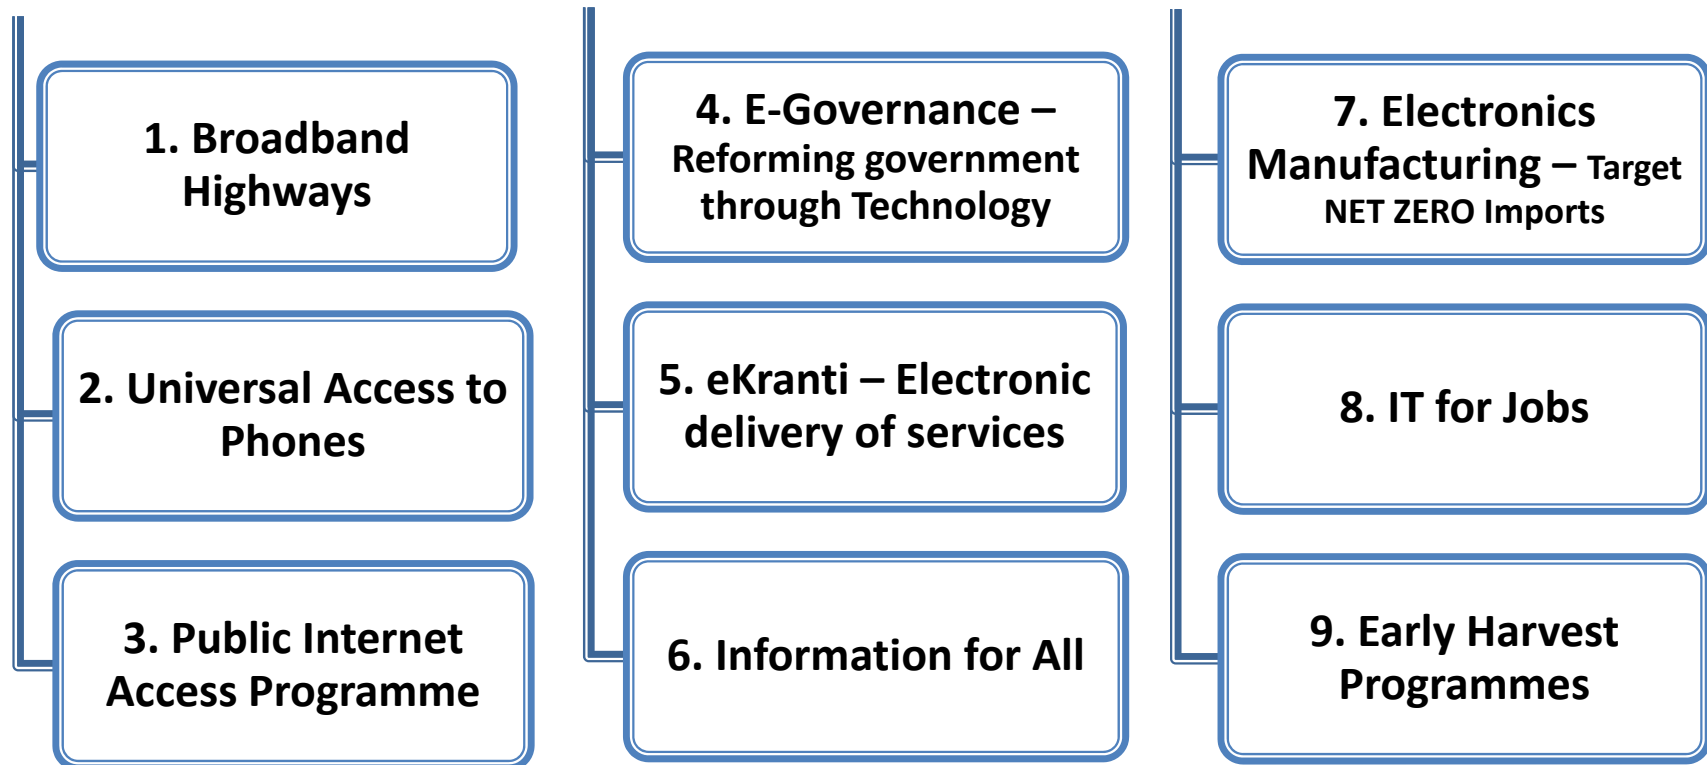 1. Broadband
Highways
2. Universal Access to
Phones
3. Public Internet
Access Programme
4. E-Governance –
Reforming government
through Technology
5. eKranti – Electronic
delivery of services
6. Information for All
7. Electronics
Manufacturing – Target
NET ZERO Imports
8. IT for Jobs
9. Early Harvest
Programmes